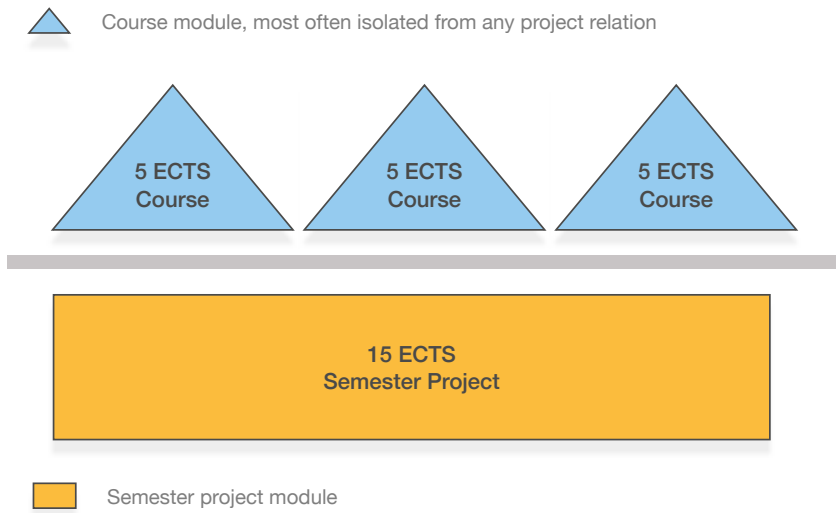 Course module, most often isolated from any project relation
5 ECTS
Course
5 ECTS
Course
5 ECTS
Course
15 ECTS
Semester Project
Semester project module